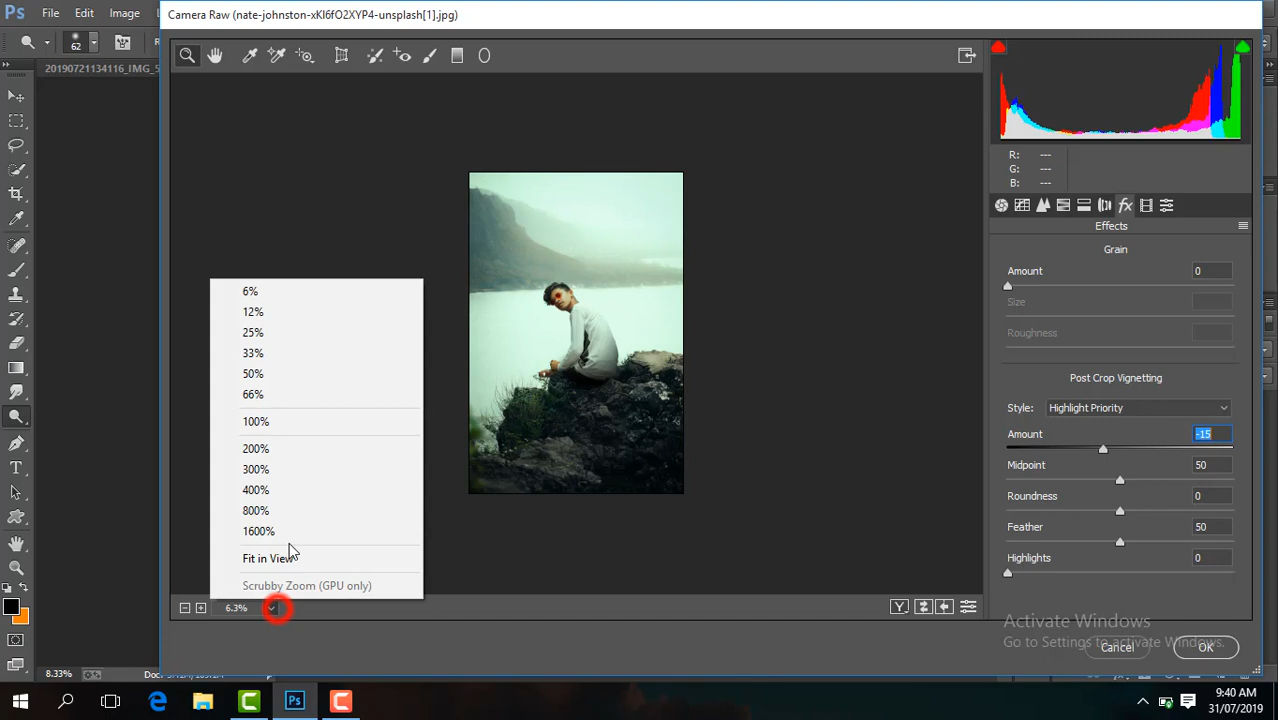 Ps
File
Edit
Image
Camera Raw (nate-johnston-xKI6fO2XYP4-unsplash[1].jpg)
62
20190721134116_IMG_5
R: ---
G: ---
B: ---
fx
Effects
Grain
Amount 0
Size
Roughness
Post Crop Vignetting
Style: Highlight Priority
Amount -15
Midpoint 50
Roundness 0
Feather 50
Highlights 0
6%
12%
25%
33%
50%
66%
100%
200%
300%
400%
800%
1600%
Fit in View
Scrubby Zoom (GPU only)
6.3%
Y
Activate Windows
Go to Settings to activate Windows.
Cancel
OK
8.33%
Ps
9:40 AM
31/07/2019